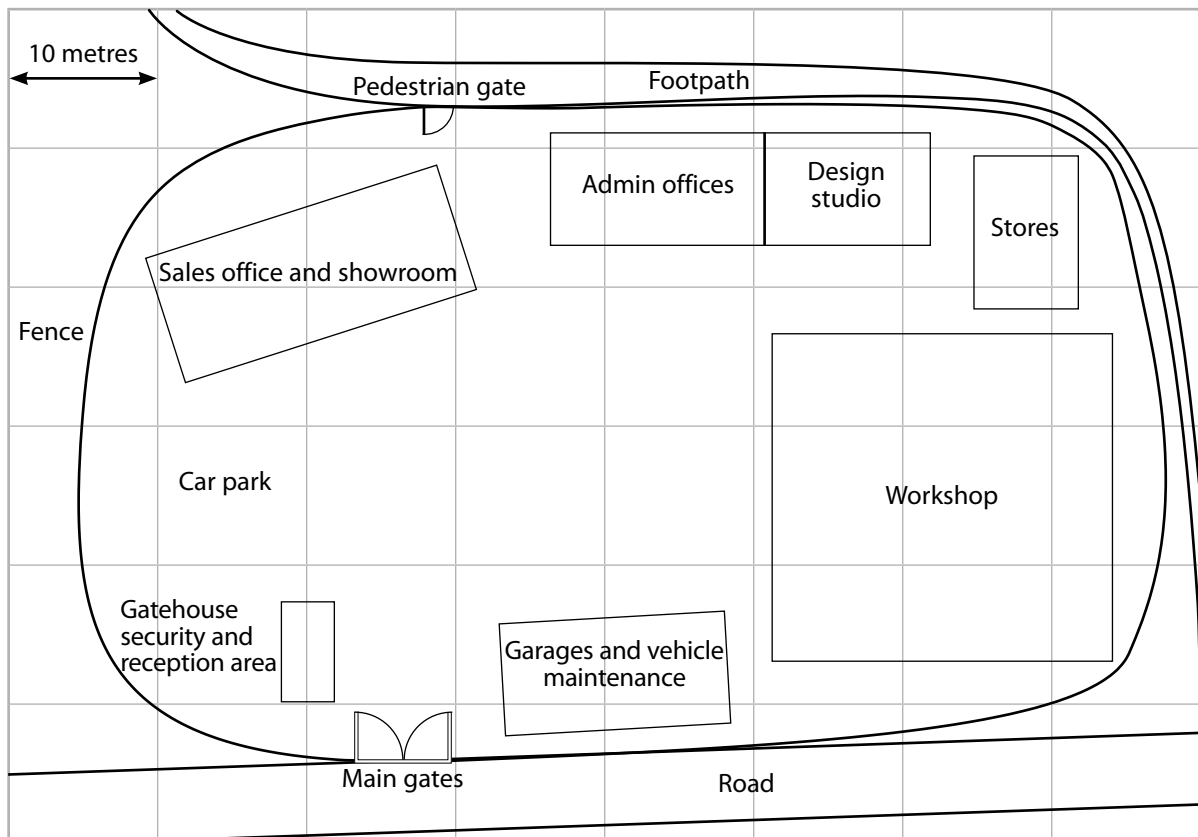 10 metres
Pedestrian gate
Footpath
Admin offices
Design
studio
Stores
Sales office and showroom
Fence
Car park
Workshop
Gatehouse
security and
reception area
Garages and vehicle
maintenance
Main gates
Road